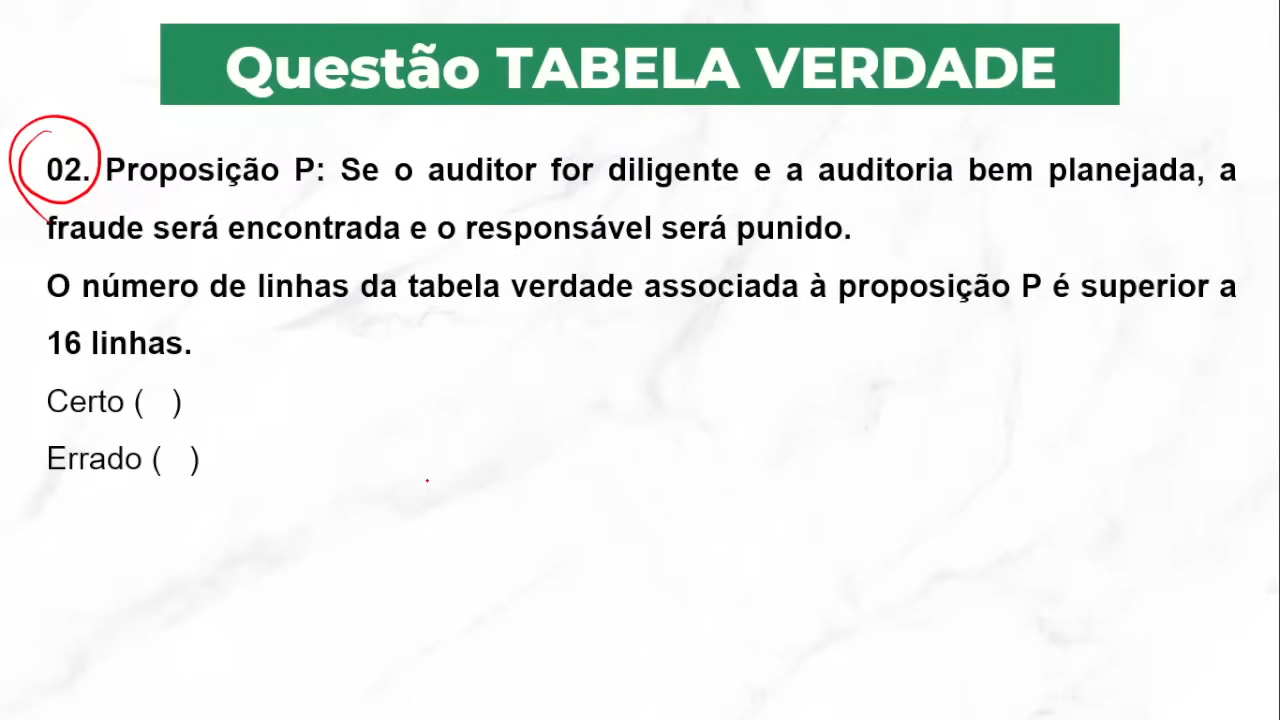 Questão TABELA VERDADE
02. Proposição P: Se o auditor for diligente e a auditoria bem planejada, a
fraude será encontrada e o responsável será punido.
O número de linhas da tabela verdade associada à proposição P é superior a
16 linhas.
Certo (   )
Errado (   )